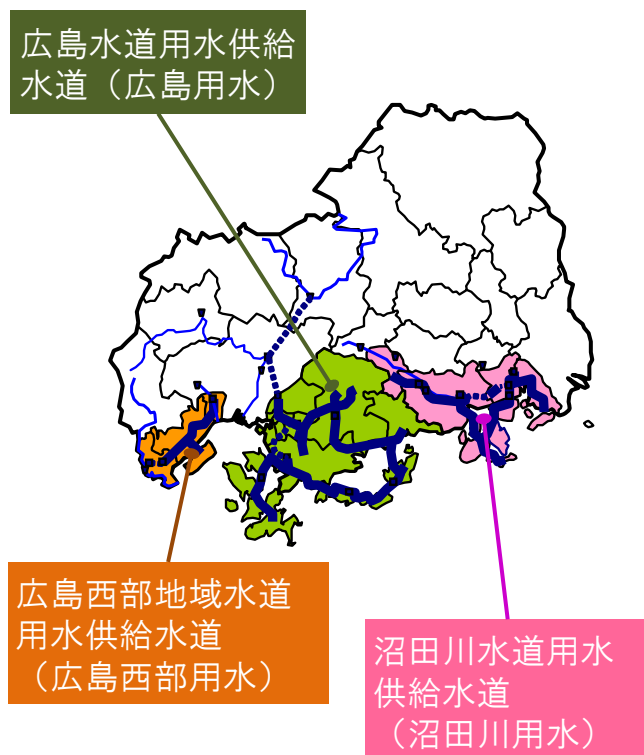 広島水道用水供給
水道（広島用水）
広島西部地域水道
用水供給水道
（広島西部用水）
沼田川水道用水
供給水道
（沼田川用水）